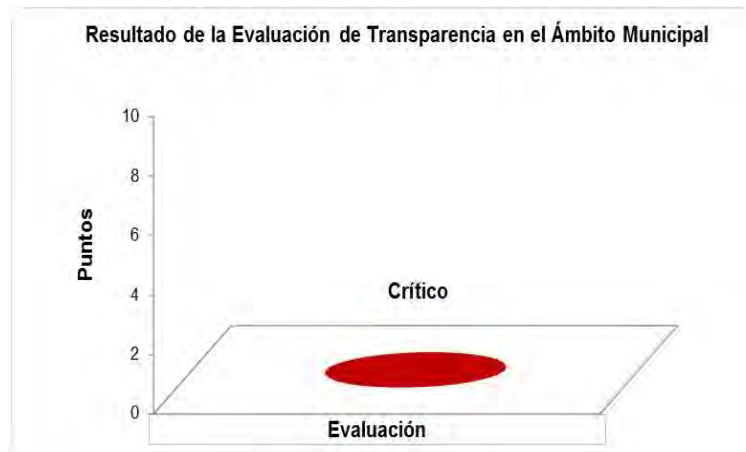 Resultado de la Evaluación de Transparencia en el Ámbito Municipal
10
8
6
4
2
0
Puntos
Crítico
Evaluación